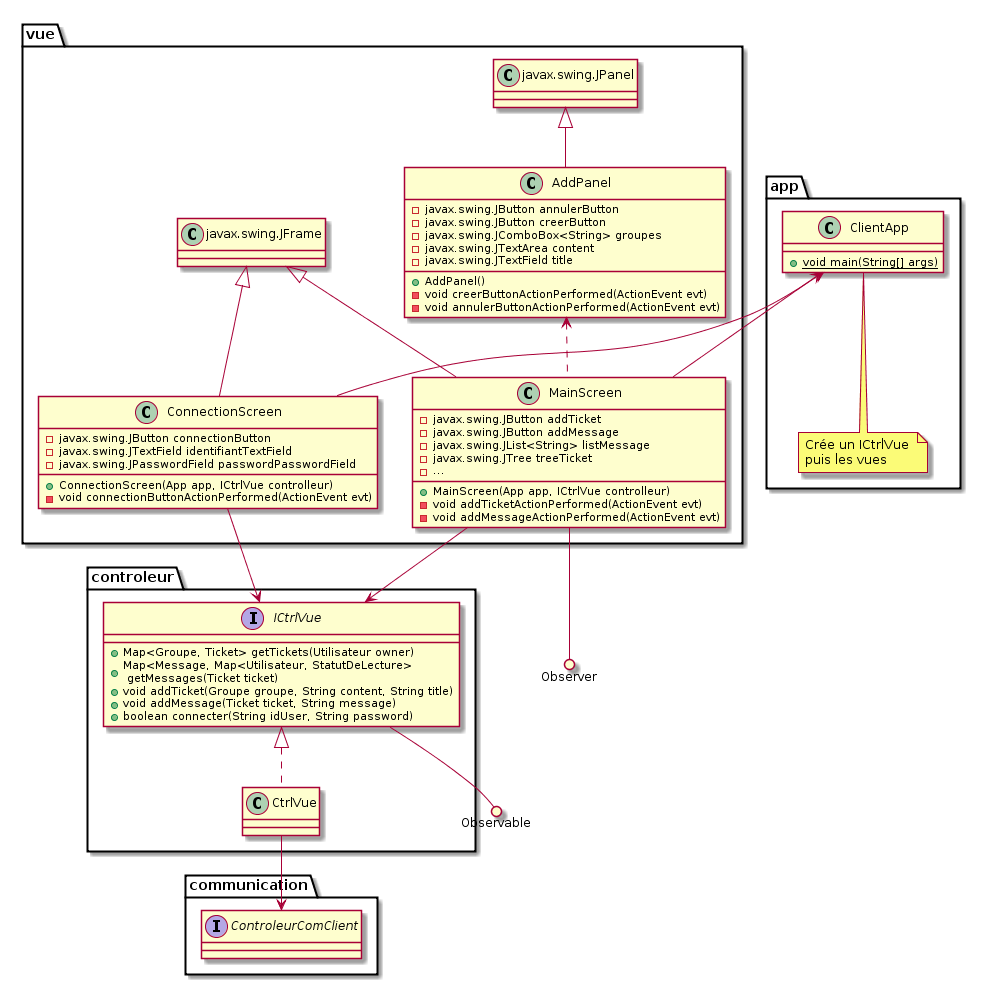 vue
C javax.swing.JPanel
C AddPanel
javax.swing.JButton annulerButton
javax.swing.JButton creerButton
javax.swing.JComboBox<String> groupes
javax.swing.JTextArea content
javax.swing.JTextField title
AddPanel()
void creerButtonActionPerformed(ActionEvent evt)
void annulerButtonActionPerformed(ActionEvent evt)
C javax.swing.JFrame
C ConnectionScreen
javax.swing.JButton connectionButton
javax.swing.JTextField identifiantTextField
javax.swing.JPasswordField passwordPasswordField
ConnectionScreen(App app, ICtrlVue controlleur)
void connectionButtonActionPerformed(ActionEvent evt)
C MainScreen
javax.swing.JButton addTicket
javax.swing.JButton addMessage
javax.swing.JList<String> listMessage
javax.swing.JTree treeTicket
...
MainScreen(App app, ICtrlVue controlleur)
void addTicketActionPerformed(ActionEvent evt)
void addMessageActionPerformed(ActionEvent evt)
app
C ClientApp
void main(String[] args)
Crée un ICtrlVue
puis les vues
controleur
I ICtrlVue
Map<Groupe, Ticket> getTickets(Utilisateur owner)
Map<Message, Map<Utilisateur, StatutDeLecture>
getMessages(Ticket ticket)
void addTicket(Groupe groupe, String content, String title)
void addMessage(Ticket ticket, String message)
boolean connecter(String idUser, String password)
C CtrlVue
Observer
Observable
communication
I ControleurComClient